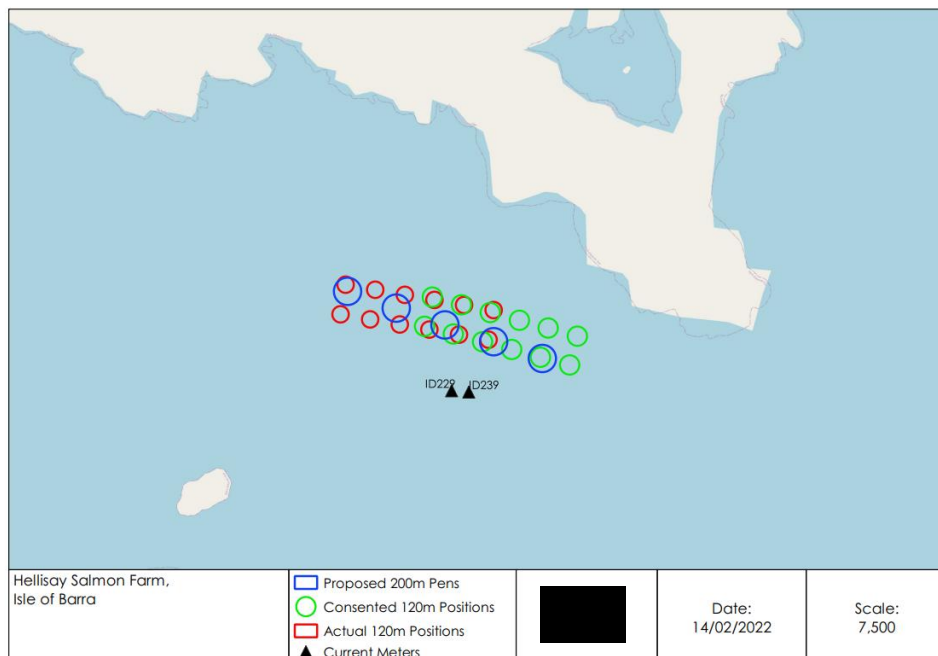 ID229 ID239
Hellisay Salmon Farm,
Isle of Barra
Proposed 200m Pens
Consented 120m Positions
Actual 120m Positions
Current Meters
Date:
14/02/2022
Scale:
7,500